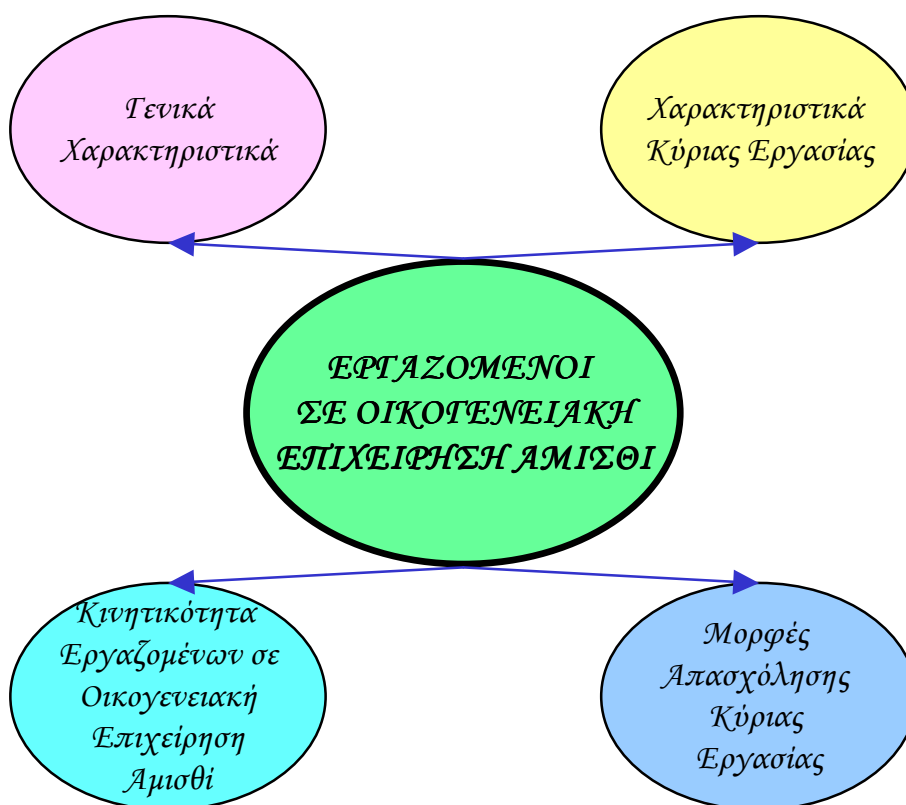 Γενικά
Χαρακτηριστικά
Χαρακτηριστικά
Κύριας Εργασίας
ΕΡΓΑΖΟΜΕΝΟΙ
ΣΕ ΟΙΚΟΓΕΝΕΙΑΚΗ
ΕΠΙΧΕΙΡΗΣΗ ΑΜΙΣΘΙ
Κινητικότητα
Εργαζομένων σε
Οικογενειακή
Επιχείρηση
Αμισθί
Μορφές
Απασχόλησης
Κύριας
Εργασίας